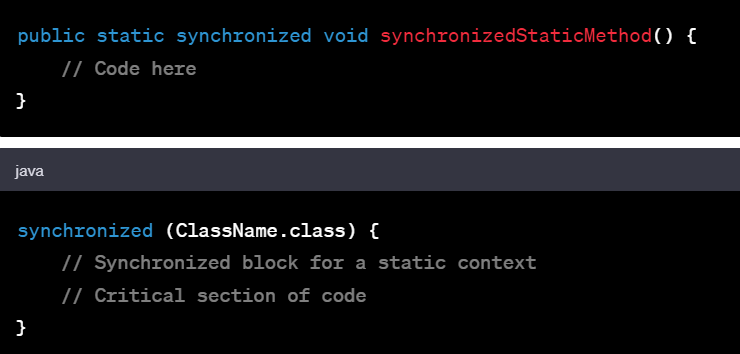 public static synchronized void synchronizedStaticMethod() {
    // Code here
}
java
synchronized (ClassName.class) {
    // Synchronized block for a static context
    // Critical section of code
}